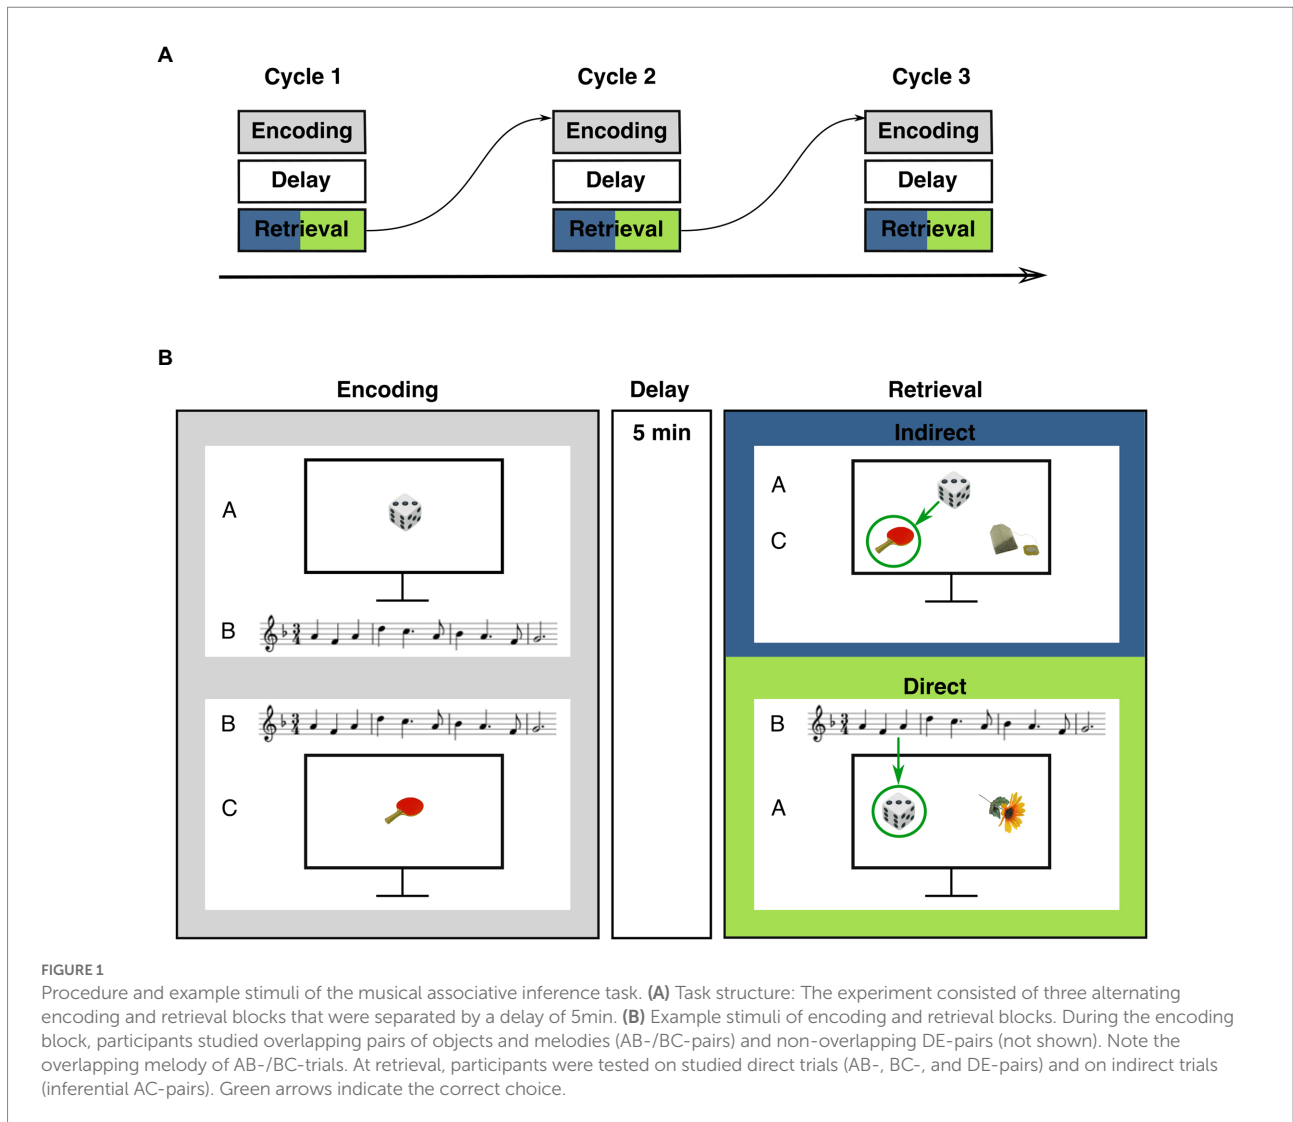 A
Cycle 1 Cycle 2 Cycle 3
Encoding Encoding Encoding
Delay Delay Delay
Retrieval Retrieval Retrieval
B
Encoding Delay Retrieval
5 min Indirect
A A
C
B 3 4
Direct
B 3 4 B 3 4
C A
FIGURE 1
Procedure and example stimuli of the musical associative inference task. (A) Task structure: The experiment consisted of three alternating
encoding and retrieval blocks that were separated by a delay of 5min. (B) Example stimuli of encoding and retrieval blocks. During the encoding
block, participants studied overlapping pairs of objects and melodies (AB-/BC-pairs) and non-overlapping DE-pairs (not shown). Note the
overlapping melody of AB-/BC-trials. At retrieval, participants were tested on studied direct trials (AB-, BC-, and DE-pairs) and on indirect trials
(inferential AC-pairs). Green arrows indicate the correct choice.